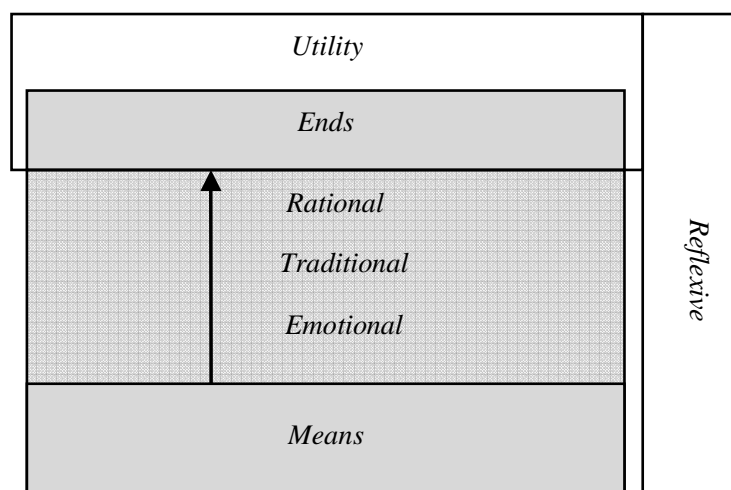 Utility
Ends
Rational
Traditional
Emotional
Means
Reflexive